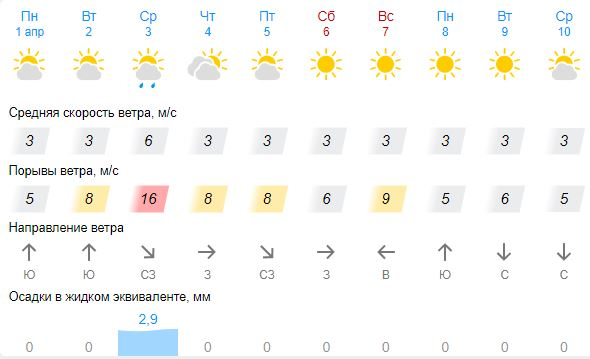 Пн Вт Ср Чт Пт Сб Вс Пн Вт Ср
1 апр 2 3 4 5 6 7 8 9 10
Средняя скорость ветра, м/с
3 3 6 3 3 3 3 3 3 3
Порывы ветра, м/с
5 8 16 8 8 6 9 5 6 5
Направление ветра
Ю Ю СЗ З СЗ З В Ю С С
Осадки в жидком эквиваленте, мм
0 0 2,9 0 0 0 0 0 0 0